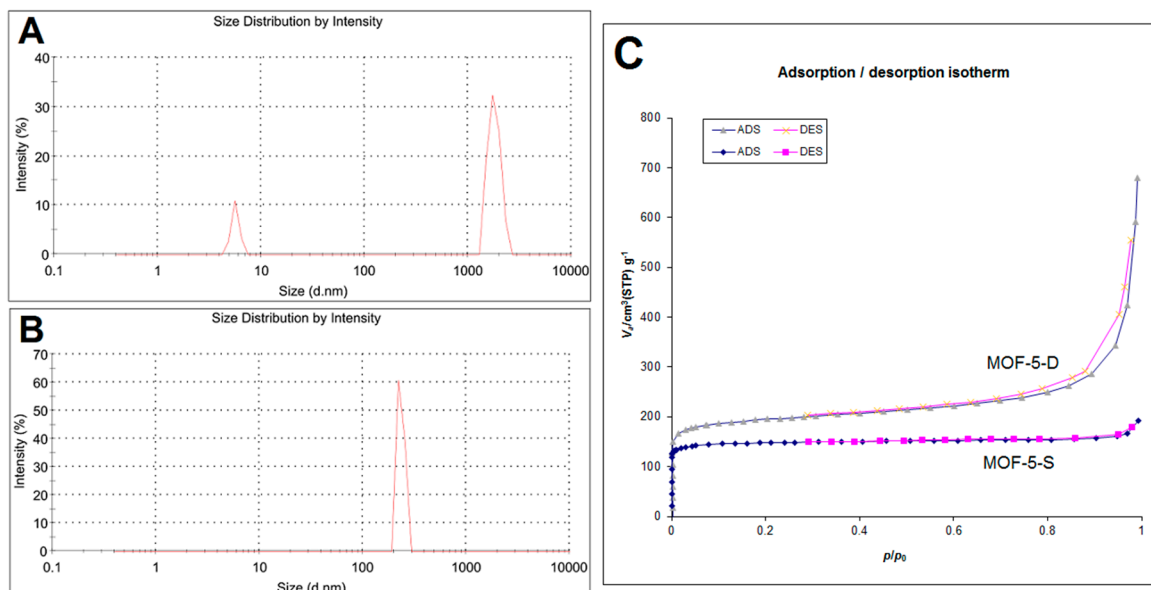 A
Size Distribution by Intensity
Intensity (%)
40
30
20
10
0
0.1 1 10 100 1000 10000
Size (d.nm)
B
Size Distribution by Intensity
Intensity (%)
70
60
50
40
30
20
10
0
0.1 1 10 100 1000 10000
Size (d.nm)
C
Adsorption / desorption isotherm
ADS DES
ADS DES
Va/cm3(STP) g-1
800
700
600
500
400
300
200
100
0
MOF-5-D
MOF-5-S
0 0.2 0.4 0.6 0.8 1
p/p0